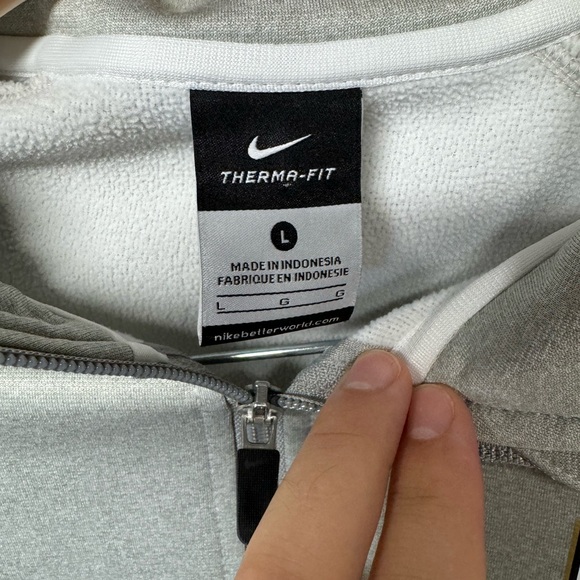 THERMA-FIT
L
MADE IN INDONESIA
FABRIQUE EN INDONESIE
L G G
nikebetterworld.com